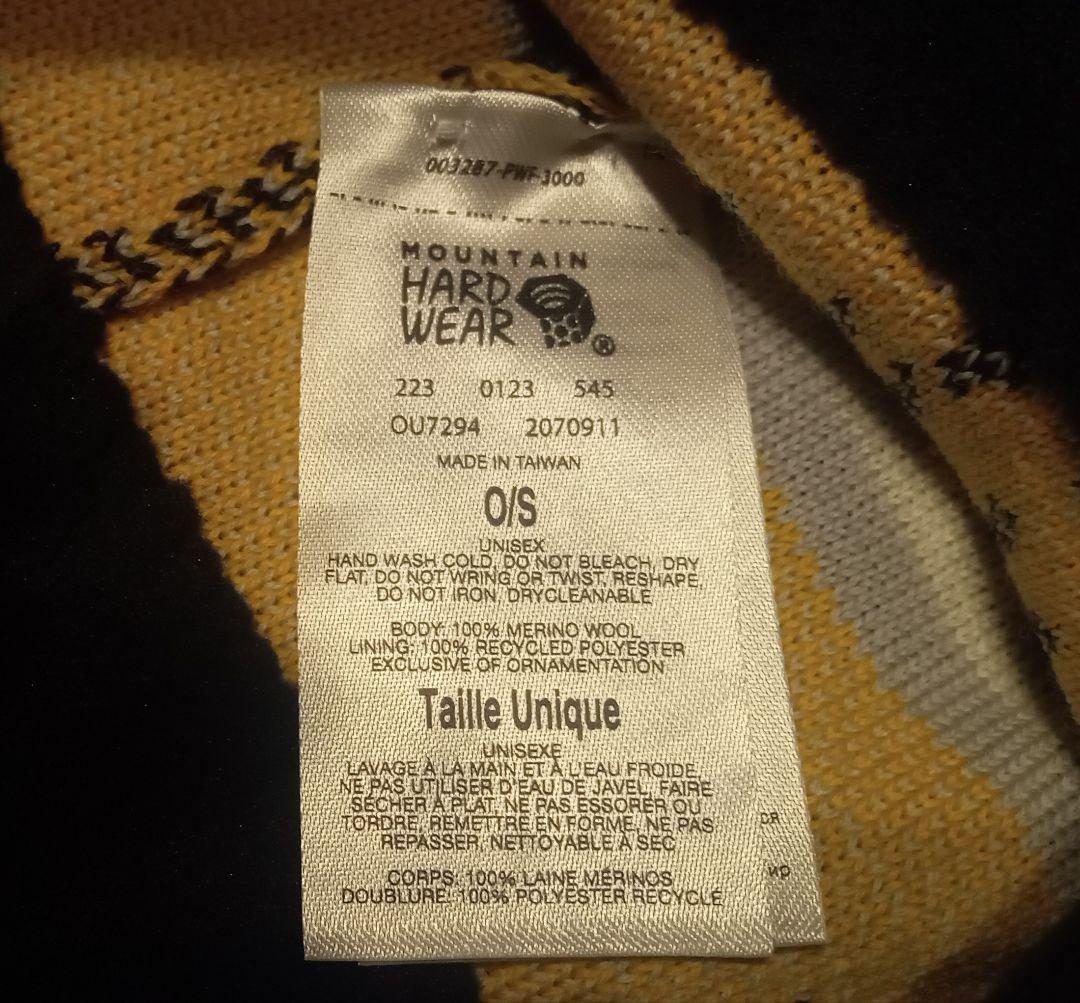 003287-PWF-3000
MOUNTAIN
HARD
WEAR®
223 0123 545
OU7294 2070911
MADE IN TAIWAN
O/S
UNISEX
HAND WASH COLD, DO NOT BLEACH, DRY
FLAT, DO NOT WRING OR TWIST, RESHAPE,
DO NOT IRON, DRYCLEANABLE
BODY: 100% MERINO WOOL
LINING: 100% RECYCLED POLYESTER
EXCLUSIVE OF ORNAMENTATION
Taille Unique
UNISEXE
LAVAGE À LA MAIN ET À L'EAU FROIDE,
NE PAS UTILISER D'EAU DE JAVEL, FAIRE
SÉCHER À PLAT, NE PAS ESSORER OU
TORDRE, REMETTRE EN FORME, NE PAS
REPASSER, NETTOYABLE À SEC
CORPS: 100% LAINE MÉRINOS
DOUBLURE: 100% POLYESTER RECYCLÉ